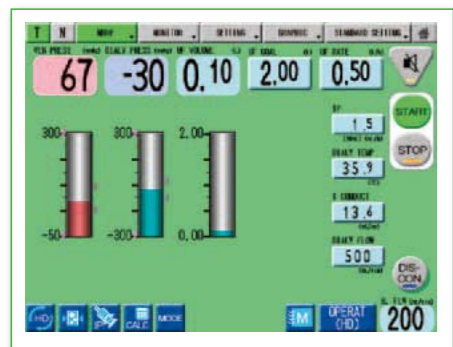 T N MONITOR SETTING GRAPHIC STANDARD SETTING
VEN PRESS DIALY PRESS UF VOLUME UF GOAL UF RATE
67 -30 0.10 2.00 0.50
START
STOP
300 300 2.00
-50 -300 0.00
1.5
DIALY TEMP
35.9
13.4
DIALY FLOW
500
DIS-
CON
HD CALC MODE M OPERAT
(HD) 200